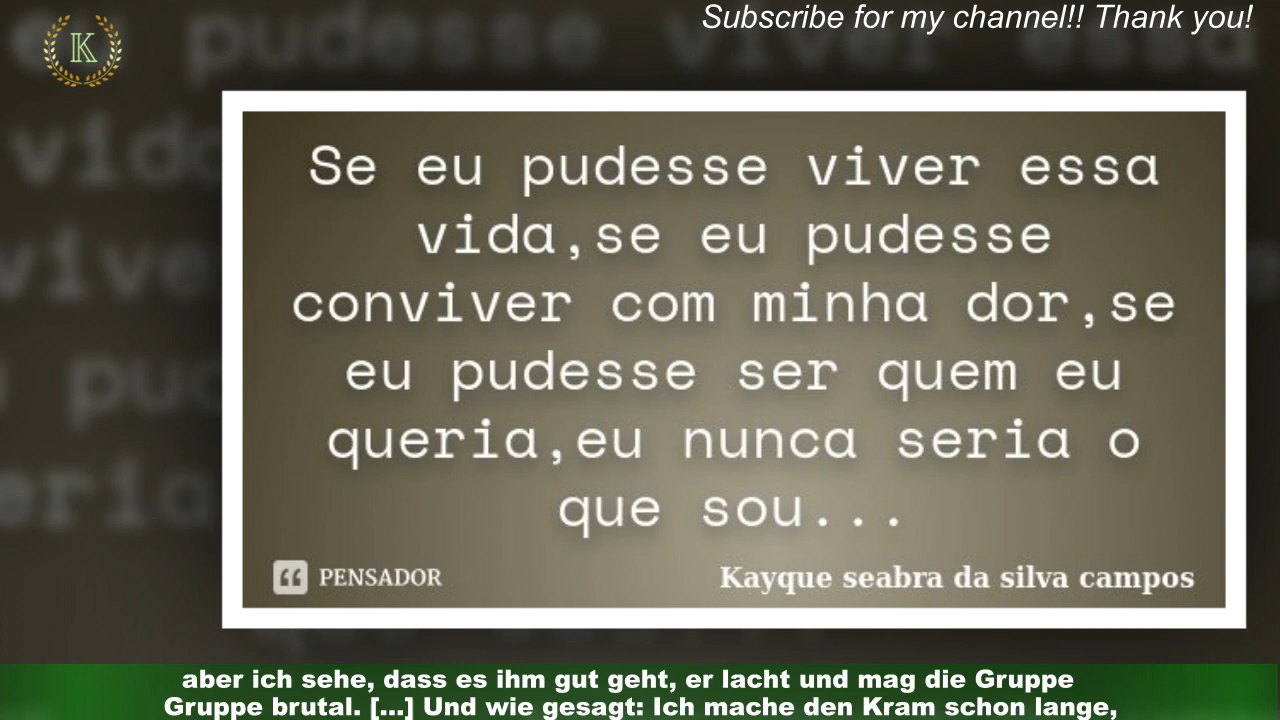 Subscribe for my channel!! Thank you!
K
Se eu pudesse viver essa
vida,se eu pudesse
conviver com minha dor,se
eu pudesse ser quem eu
queria,eu nunca seria o
que sou...
PENSADOR
Kayque seabra da silva campos
aber ich sehe, dass es ihm gut geht, er lacht und mag die Gruppe
Gruppe brutal. [...] Und wie gesagt: Ich mache den Kram schon lange,